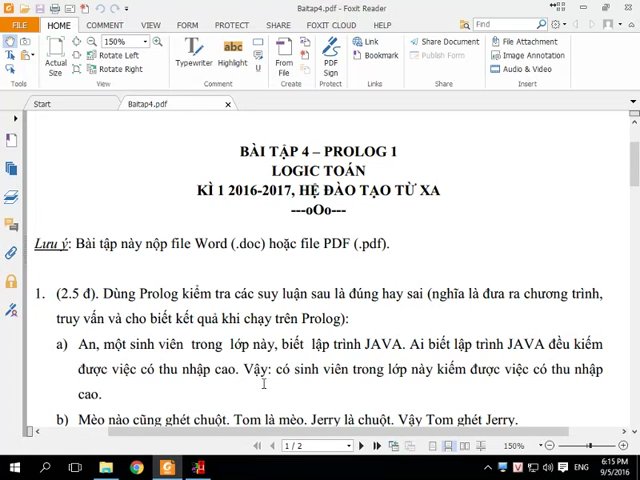 Baitap4.pdf - Foxit Reader
FILE HOME COMMENT VIEW FORM PROTECT SHARE FOXIT CLOUD HELP
Find
Hand
Actual Size
150%
Rotate Left
Rotate Right
Typewriter
Highlight
From File
PDF Sign
Link
Bookmark
Share Document
Publish Form
File Attachment
Image Annotation
Audio & Video
Tools View Comment Create Protect Links Share Insert
Start Baitap4.pdf
BÀI TẬP 4 – PROLOG 1
LOGIC TOÁN
KÌ 1 2016-2017, HỆ ĐÀO TẠO TỪ XA
---oOo---
Lưu ý: Bài tập này nộp file Word (.doc) hoặc file PDF (.pdf).
1. (2.5 đ). Dùng Prolog kiểm tra các suy luận sau là đúng hay sai (nghĩa là đưa ra chương trình,
truy vấn và cho biết kết quả khi chạy trên Prolog):
a) An, một sinh viên trong lớp này, biết lập trình JAVA. Ai biết lập trình JAVA đều kiếm
được việc có thu nhập cao. Vậy: có sinh viên trong lớp này kiếm được việc có thu nhập
cao.
b) Mèo nào cũng ghét chuột. Tom là mèo. Jerry là chuột. Vậy Tom ghét Jerry.
1 / 2
150%
6:15 PM
9/5/2016